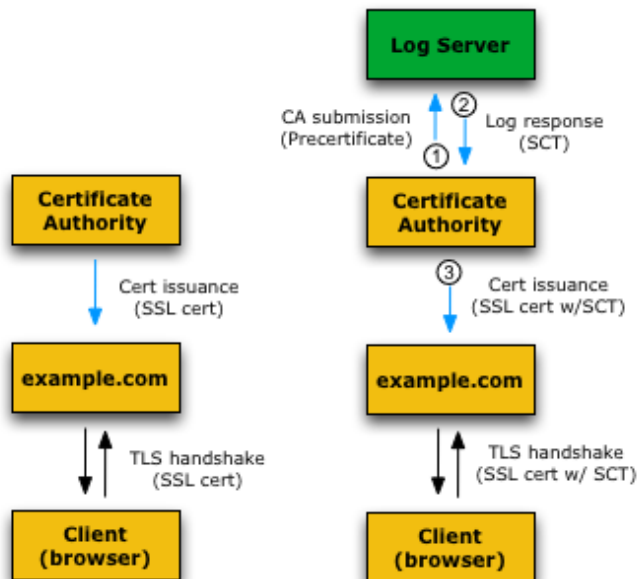 Log Server
CA submission
(Precertificate)
1
2
Log response
(SCT)
Certificate
Authority
Cert issuance
(SSL cert)
example.com
TLS handshake
(SSL cert)
Client
(browser)
Certificate
Authority
3
Cert issuance
(SSL cert w/SCT)
example.com
TLS handshake
(SSL cert w/ SCT)
Client
(browser)